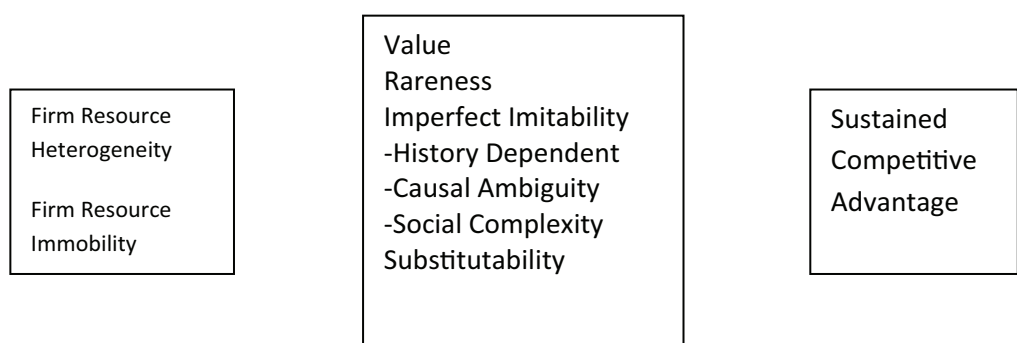 Firm Resource
Heterogeneity
Firm Resource
Immobility
Value
Rareness
Imperfect Imitability
-History Dependent
-Causal Ambiguity
-Social Complexity
Substitutability
Sustained
Competitive
Advantage